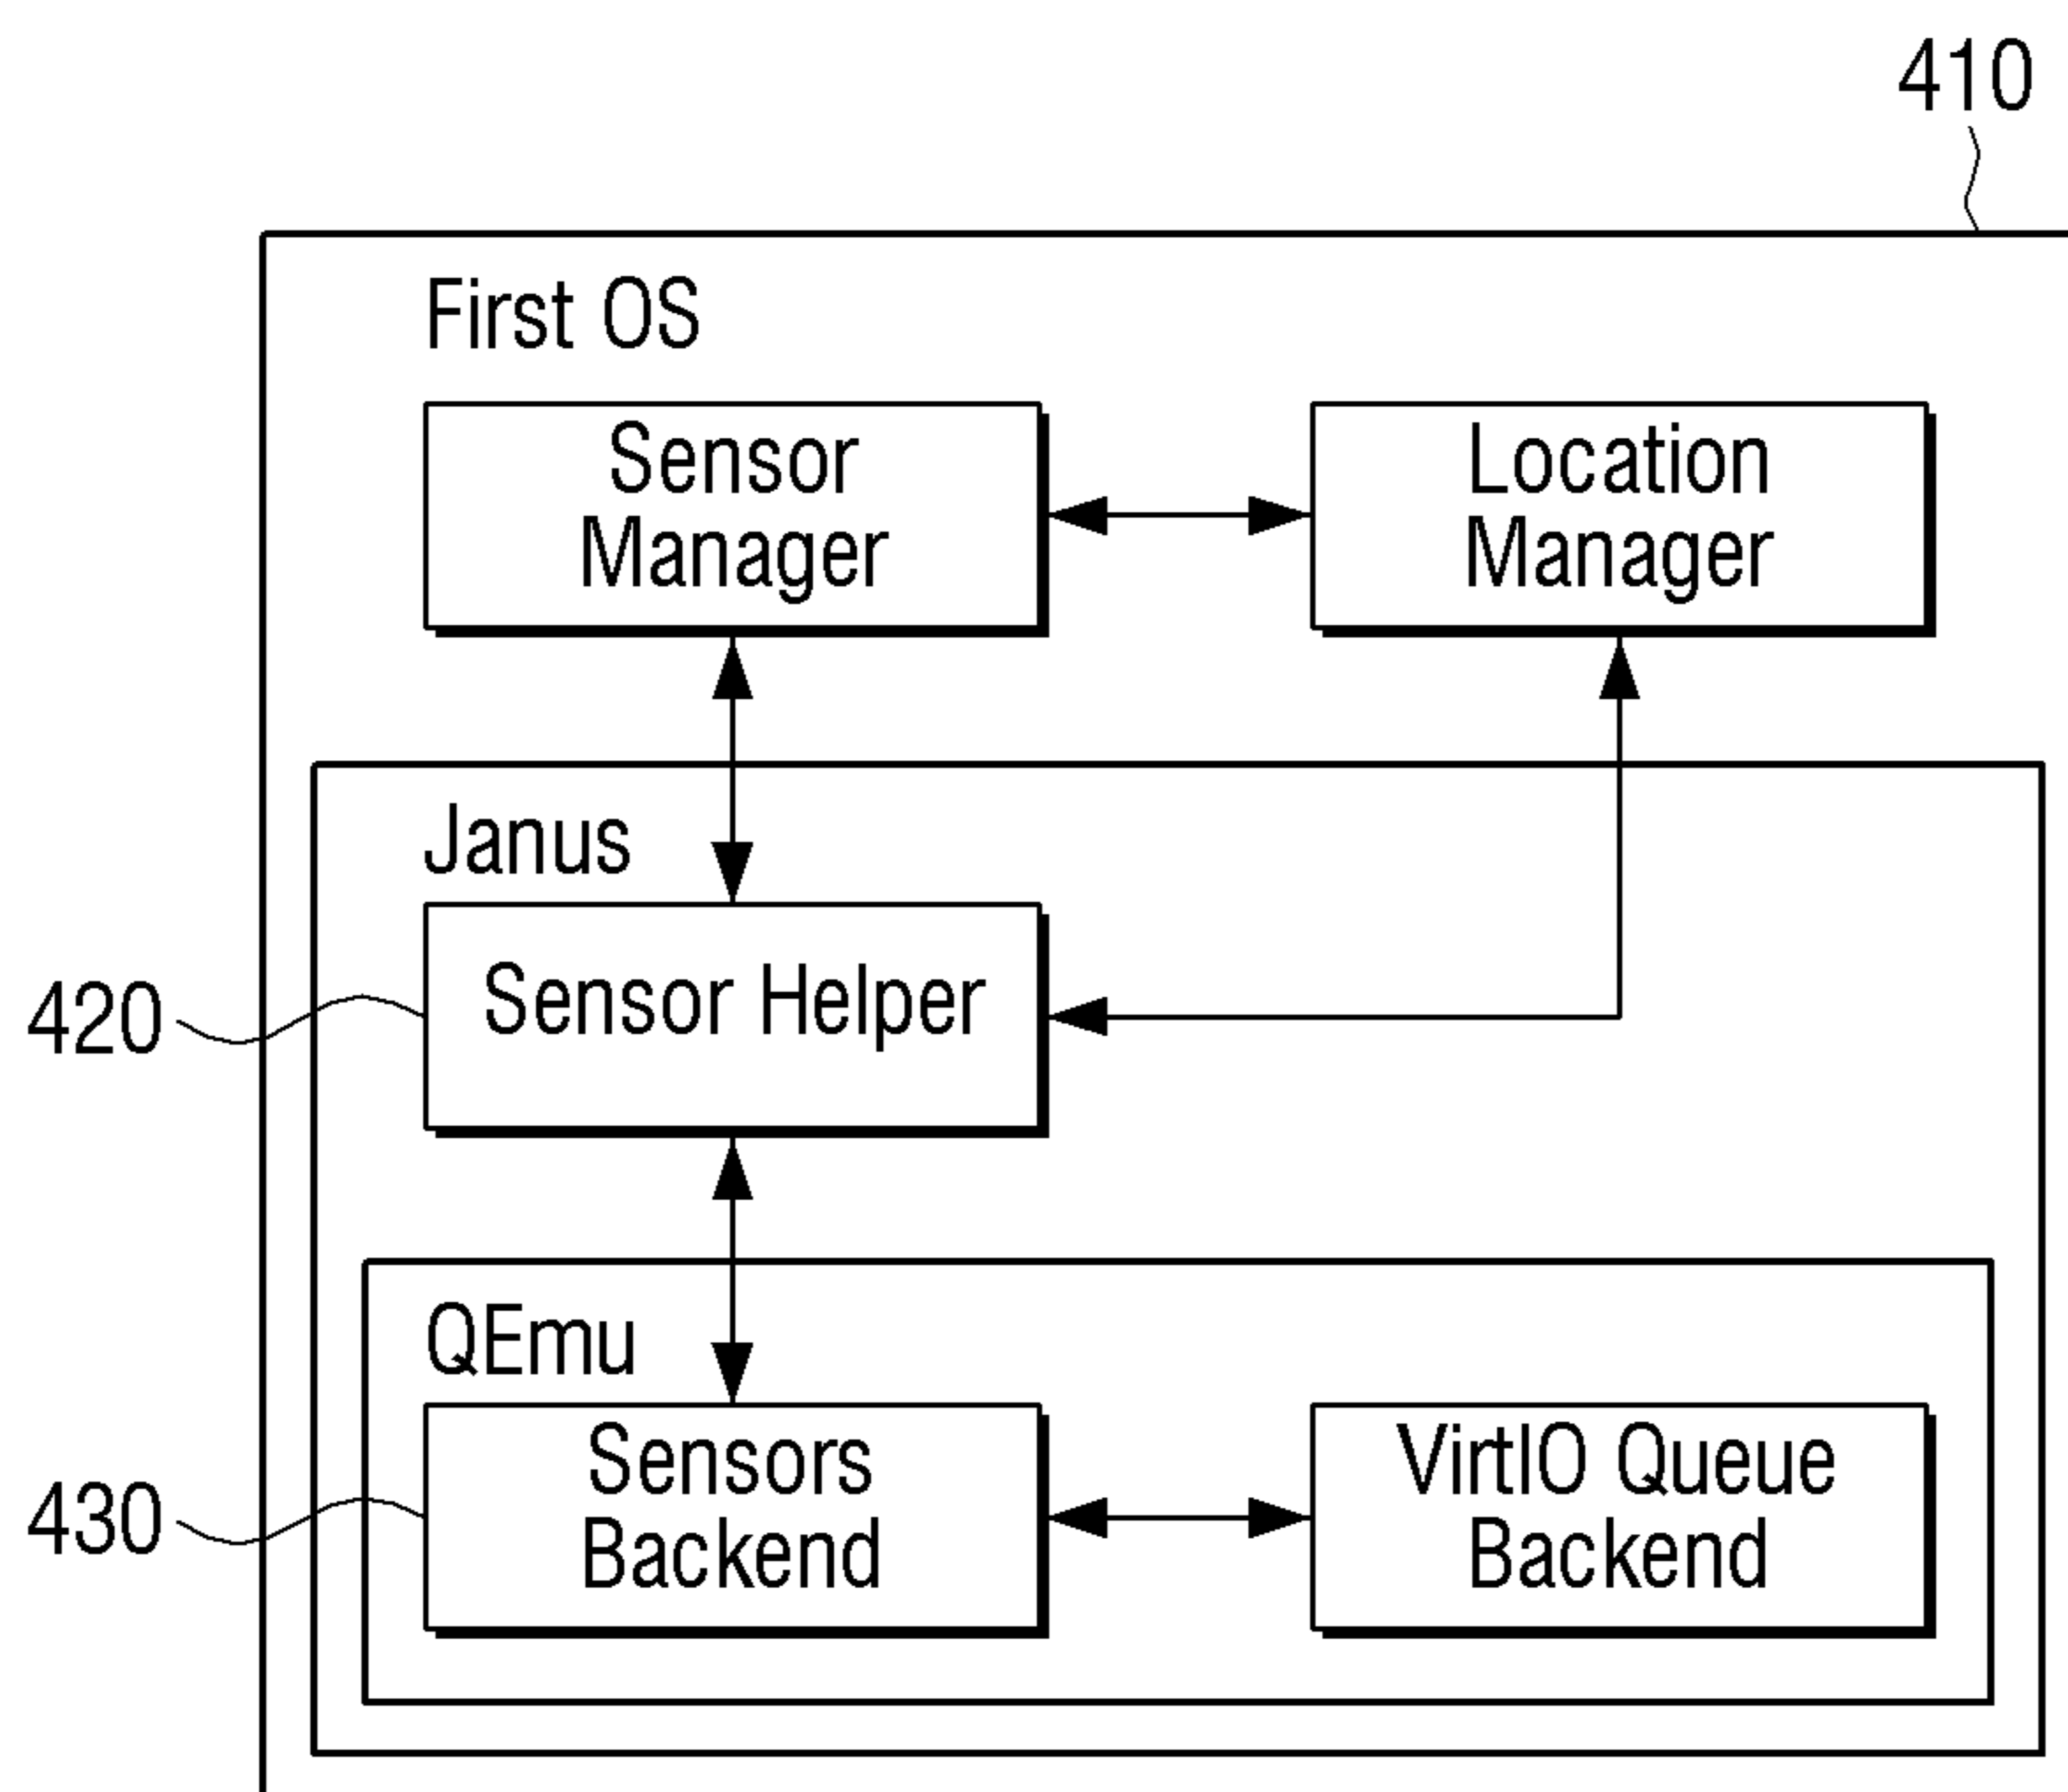 410
First OS
Sensor
Manager
Location
Manager
Janus
420
Sensor Helper
QEmu
430
Sensors
Backend
VirtIO Queue
Backend